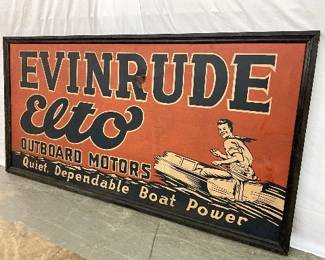 EVINRUDE
Elto
OUTBOARD MOTORS
Quiet, Dependable Boat Power